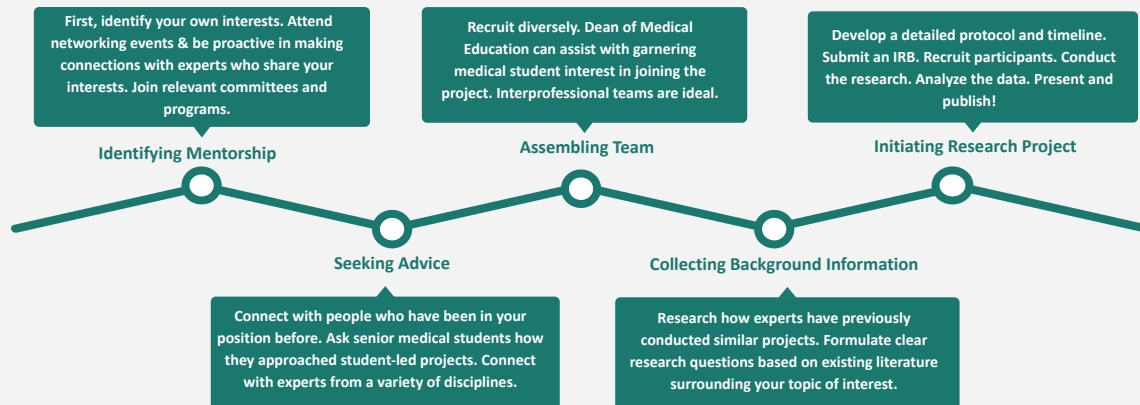 First, identify your own interests. Attend
networking events & be proactive in making
connections with experts who share your
interests. Join relevant committees and
programs.
Identifying Mentorship
Seeking Advice
Connect with people who have been in your
position before. Ask senior medical students how
they approached student-led projects. Connect
with experts from a variety of disciplines.
Recruit diversely. Dean of Medical
Education can assist with garnering
medical student interest in joining the
project. Interprofessional teams are ideal.
Assembling Team
Collecting Background Information
Research how experts have previously
conducted similar projects. Formulate clear
research questions based on existing literature
surrounding your topic of interest.
Develop a detailed protocol and timeline.
Submit an IRB. Recruit participants. Conduct
the research. Analyze the data. Present and
publish!
Initiating Research Project